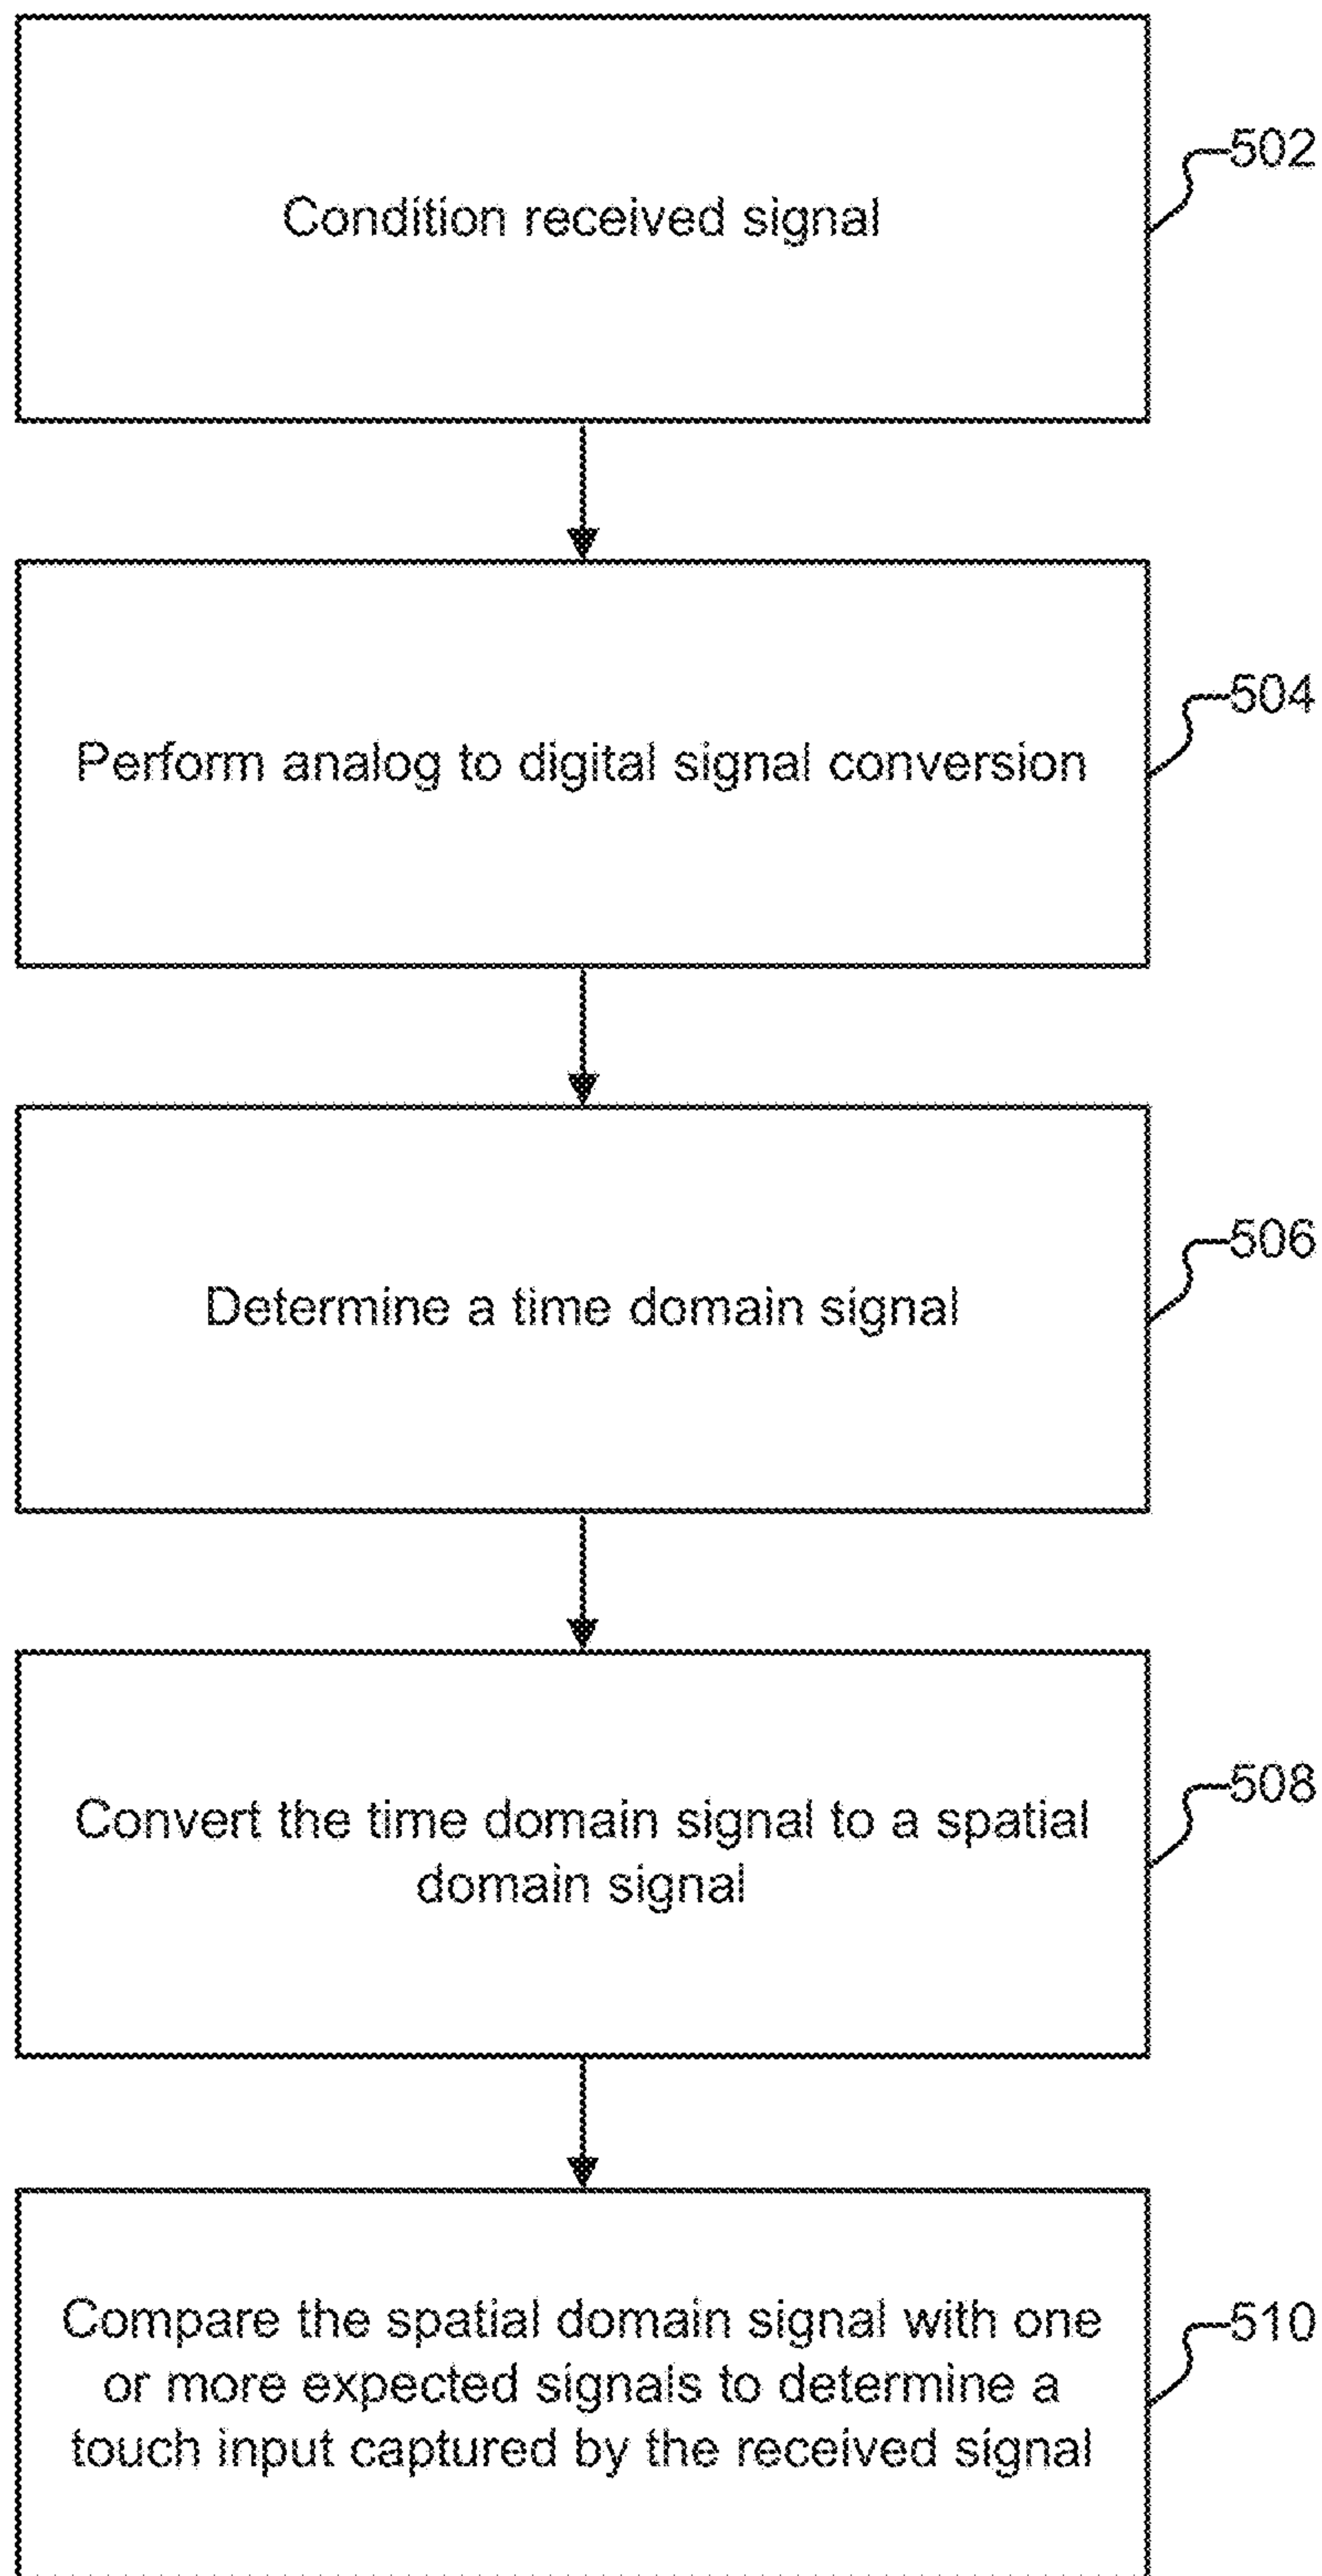 Condition received signal
502
Perform analog to digital signal conversion
504
Determine a time domain signal
506
Convert the time domain signal to a spatial
domain signal
508
Compare the spatial domain signal with one
or more expected signals to determine a
touch input captured by the received signal
510